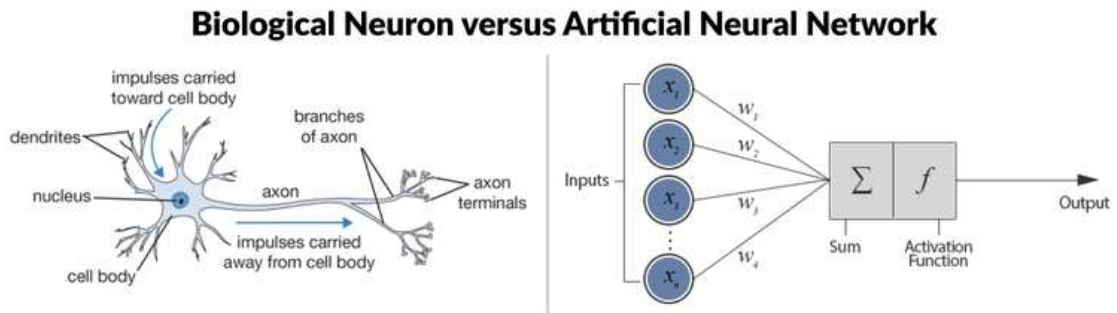 Biological Neuron versus Artificial Neural Network
impulses carried
toward cell body
dendrites
nucleus
cell body
axon
impulses carried
away from cell body
branches
of axon
axon
terminals
Inputs
x₁
x₂
x₃
xₙ
w₁
w₂
w₃
w₄
Σ
f
Sum
Activation
Function
Output